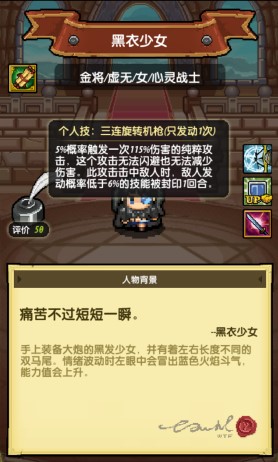 黑衣少女
金将/虚无/女/心灵战士
个人技：三连旋转机枪/只发动1次)
5%概率触发一次115%伤害的纯粹攻
击，这个攻击无法闪避也无法减少
伤害。此攻击击中敌人时，敌人发
动概率低于6%的技能被封印1回合。
评价 50
UP
人物背景
痛苦不过短短一瞬。
--黑衣少女
手上装备大炮的黑发少女，并有着左右长度不同的
双马尾。情绪波动时左眼中会冒出蓝色火焰斗气，
能力值会上升。
WTF